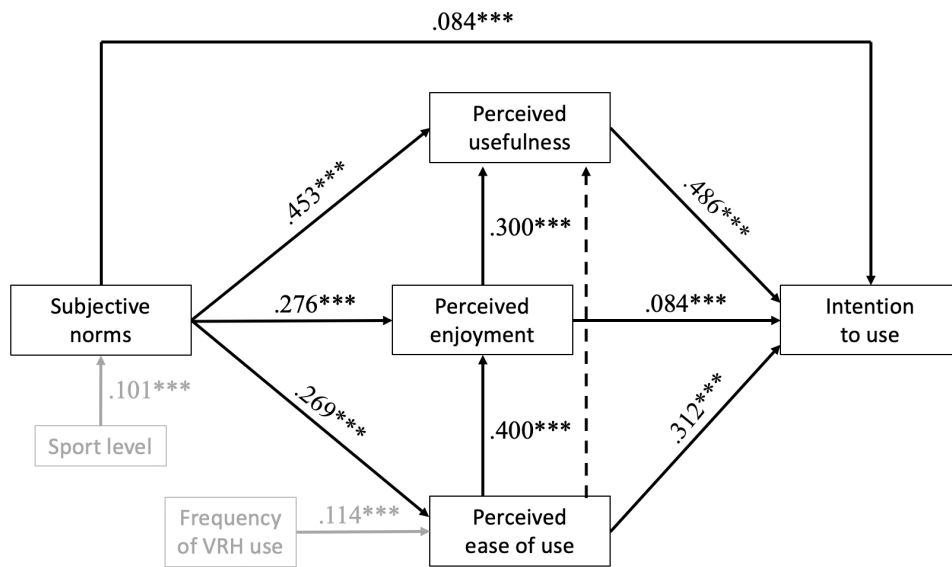 .084***
Perceived
usefulness
.453***
.486***
.300***
Subjective
norms
.276***
Perceived
enjoyment
.084***
Intention
to use
.101***
.269***
.400***
.312***
Sport level
Frequency
of VRH use
.114***
Perceived
ease of use